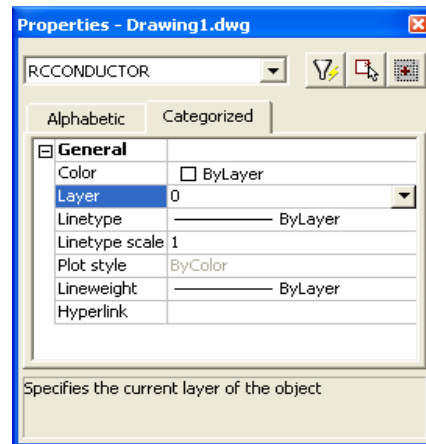 Properties - Drawing1.dwg
RCCONDUCTOR
Alphabetic Categorized
General
Color ByLayer
Layer 0
Linetype ByLayer
Linetype scale 1
Plot style ByColor
Lineweight ByLayer
Hyperlink
Specifies the current layer of the object